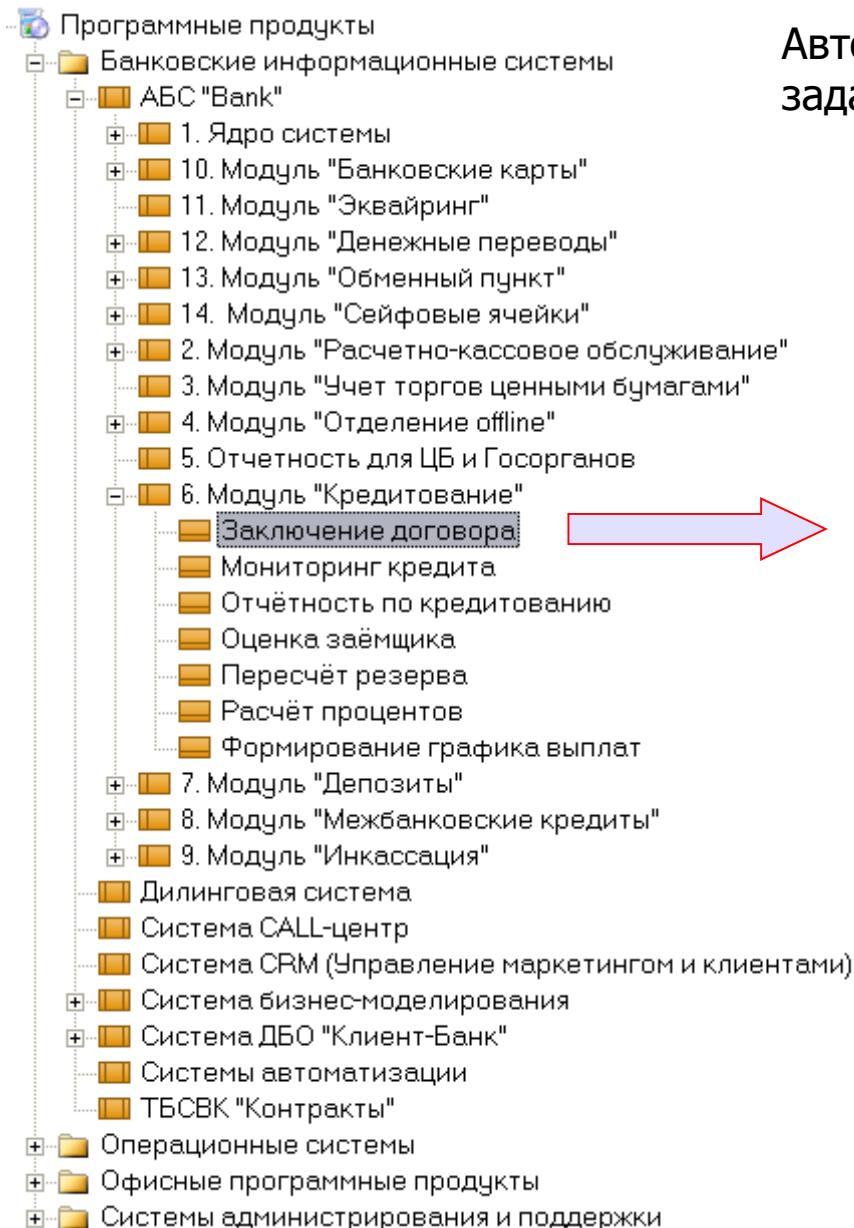 Программные продукты
Банковские информационные системы
АБС "Bank"
1. Ядро системы
10. Модуль "Банковские карты"
11. Модуль "Эквайринг"
12. Модуль "Денежные переводы"
13. Модуль "Обменный пункт"
14.  Модуль "Сейфовые ячейки"
2. Модуль "Расчетно-кассовое обслуживание"
3. Модуль "Учет торгов ценными бумагами"
4. Модуль "Отделение offline"
5. Отчетность для ЦБ и Госорганов
6. Модуль "Кредитование"
Заключение договора
Мониторинг кредита
Отчётность по кредитованию
Оценка заёмщика
Пересчёт резерва
Расчёт процентов
Формирование графика выплат
7. Модуль "Депозиты"
8. Модуль "Межбанковские кредиты"
9. Модуль "Инкассация"
Дилинговая система
Система CALL-центр
Система CRM (Управление маркетингом и клиентами)
Система бизнес-моделирования
Система ДБО "Клиент-Банк"
Системы автоматизации
ТБСВК "Контракты"
Операционные системы
Офисные программные продукты
Системы администрирования и поддержки